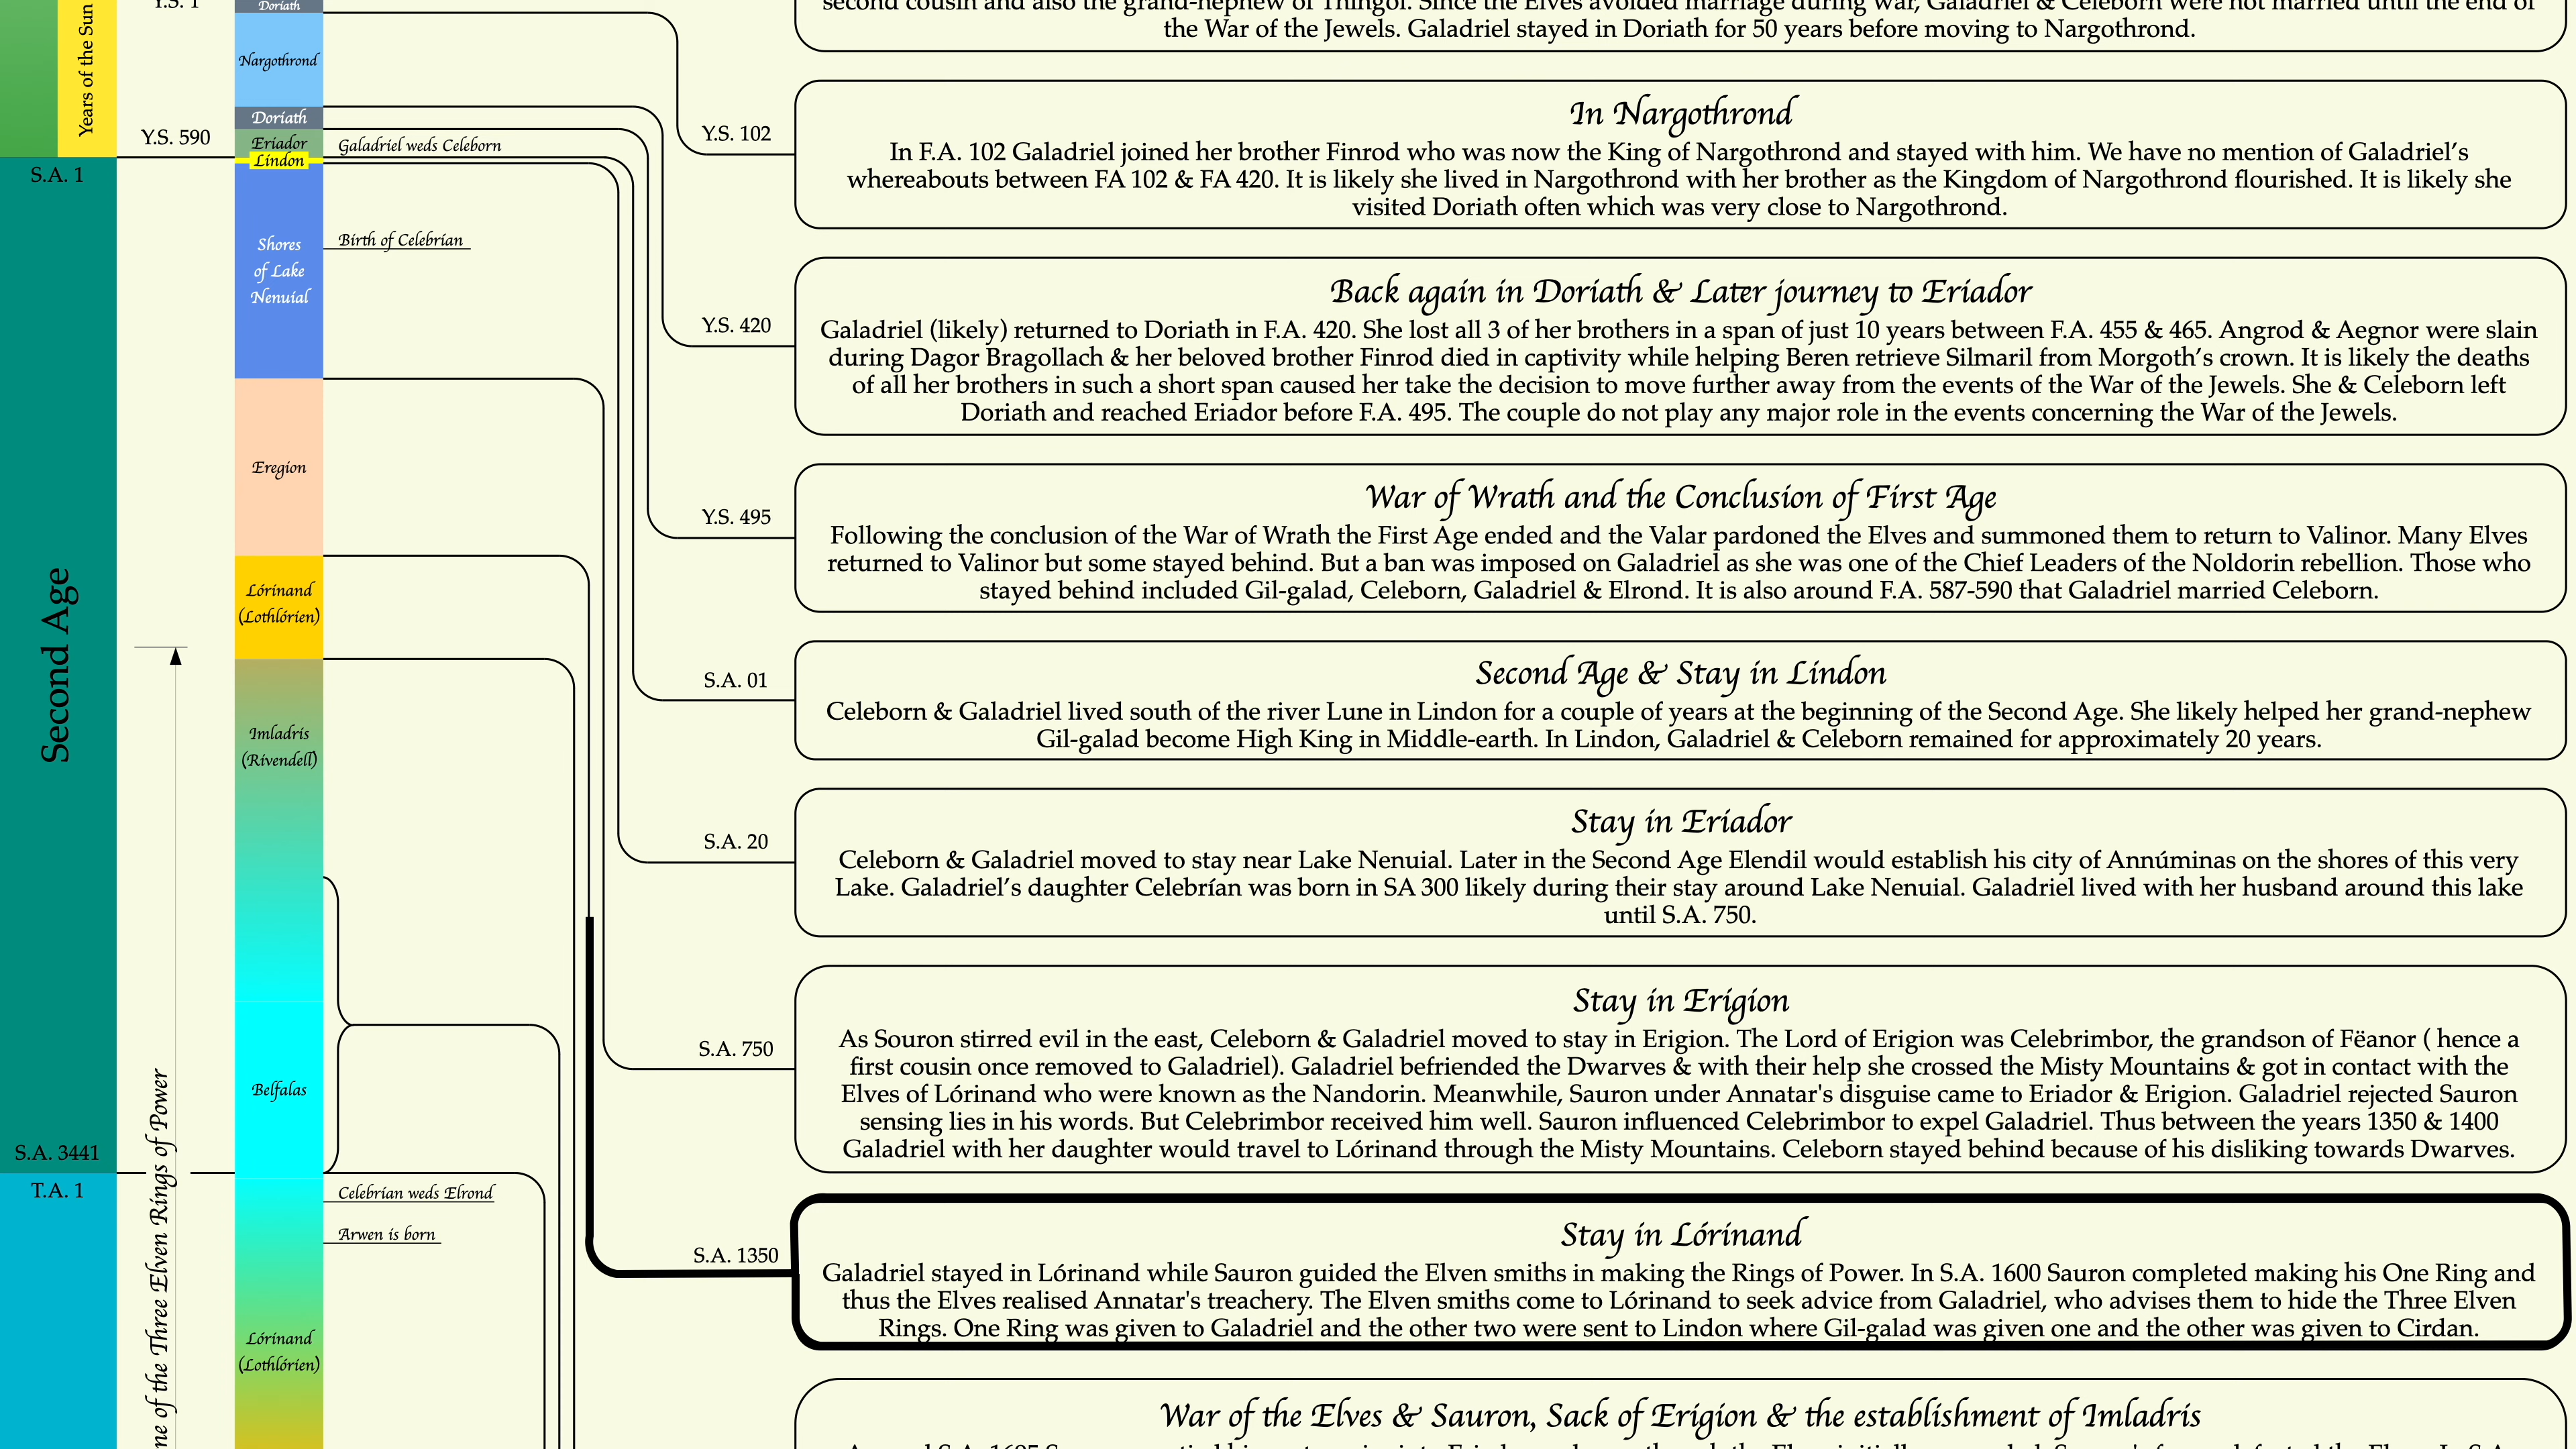 Y.S. 1
Years of the Sun
Y.S. 590
S.A. 1
Second Age
S.A. 3441
T.A. 1
of the Three Elven Rings of Power
Doriath
Nargothrond
Doriath
Eriador
Lindon
Shores
of Lake
Nenuial
Eregion
Lórinand
(Lothlórien)
Imladris
(Rivendell)
Belfalas
Lórinand
(Lothlórien)
Galadriel weds Celeborn
Birth of Celebrían
Celebrían weds Elrond
Arwen is born
second cousin and also the grand-nephew of Thingol. Since the Elves avoided marriage during war, Galadriel & Celeborn were not married until the end of
the War of the Jewels. Galadriel stayed in Doriath for 50 years before moving to Nargothrond.
Y.S. 102
In Nargothrond
In F.A. 102 Galadriel joined her brother Finrod who was now the King of Nargothrond and stayed with him. We have no mention of Galadriel’s
whereabouts between FA 102 & FA 420. It is likely she lived in Nargothrond with her brother as the Kingdom of Nargothrond flourished. It is likely she
visited Doriath often which was very close to Nargothrond.
Y.S. 420
Back again in Doriath & Later journey to Eriador
Galadriel (likely) returned to Doriath in F.A. 420. She lost all 3 of her brothers in a span of just 10 years between F.A. 455 & 465. Angrod & Aegnor were slain
during Dagor Bragollach & her beloved brother Finrod died in captivity while helping Beren retrieve Silmaril from Morgoth’s crown. It is likely the deaths
of all her brothers in such a short span caused her take the decision to move further away from the events of the War of the Jewels. She & Celeborn left
Doriath and reached Eriador before F.A. 495. The couple do not play any major role in the events concerning the War of the Jewels.
Y.S. 495
War of Wrath and the Conclusion of First Age
Following the conclusion of the War of Wrath the First Age ended and the Valar pardoned the Elves and summoned them to return to Valinor. Many Elves
returned to Valinor but some stayed behind. But a ban was imposed on Galadriel as she was one of the Chief Leaders of the Noldorin rebellion. Those who
stayed behind included Gil-galad, Celeborn, Galadriel & Elrond. It is also around F.A. 587-590 that Galadriel married Celeborn.
S.A. 01
Second Age & Stay in Lindon
Celeborn & Galadriel lived south of the river Lune in Lindon for a couple of years at the beginning of the Second Age. She likely helped her grand-nephew
Gil-galad become High King in Middle-earth. In Lindon, Galadriel & Celeborn remained for approximately 20 years.
S.A. 20
Stay in Eriador
Celeborn & Galadriel moved to stay near Lake Nenuial. Later in the Second Age Elendil would establish his city of Annúminas on the shores of this very
Lake. Galadriel’s daughter Celebrían was born in SA 300 likely during their stay around Lake Nenuial. Galadriel lived with her husband around this lake
until S.A. 750.
S.A. 750
Stay in Erigion
As Souron stirred evil in the east, Celeborn & Galadriel moved to stay in Erigion. The Lord of Erigion was Celebrimbor, the grandson of Fëanor ( hence a
first cousin once removed to Galadriel). Galadriel befriended the Dwarves & with their help she crossed the Misty Mountains & got in contact with the
Elves of Lórinand who were known as the Nandorin. Meanwhile, Sauron under Annatar's disguise came to Eriador & Erigion. Galadriel rejected Sauron
sensing lies in his words. But Celebrimbor received him well. Sauron influenced Celebrimbor to expel Galadriel. Thus between the years 1350 & 1400
Galadriel with her daughter would travel to Lórinand through the Misty Mountains. Celeborn stayed behind because of his disliking towards Dwarves.
S.A. 1350
Stay in Lórinand
Galadriel stayed in Lórinand while Sauron guided the Elven smiths in making the Rings of Power. In S.A. 1600 Sauron completed making his One Ring and
thus the Elves realised Annatar's treachery. The Elven smiths come to Lórinand to seek advice from Galadriel, who advises them to hide the Three Elven
Rings. One Ring was given to Galadriel and the other two were sent to Lindon where Gil-galad was given one and the other was given to Cirdan.
War of the Elves & Sauron, Sack of Erigion & the establishment of Imladris